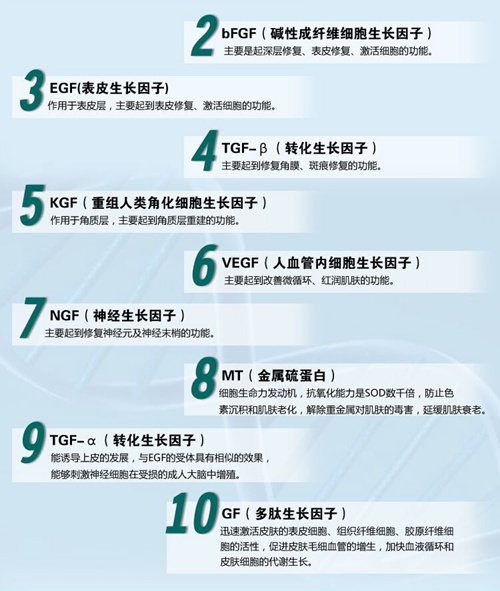 2 bFGF（碱性成纤维细胞生长因子）
主要是起深层修复、表皮修复、激活细胞的功能。
3 EGF(表皮生长因子)
作用于表皮层，主要起到表皮修复、激活细胞的功能。
4 TGF-β（转化生长因子）
主要起到修复角膜、斑痕修复的功能。
5 KGF（重组人类角化细胞生长因子）
作用于角质层，主要起到角质层重建的功能。
6 VEGF（人血管内细胞生长因子）
主要起到改善微循环、红润肌肤的功能。
7 NGF（神经生长因子）
主要起到修复神经元及神经末梢的功能。
8 MT（金属硫蛋白）
细胞生命力发动机，抗氧化能力是SOD数千倍，防止色
素沉积和肌肤老化，解除重金属对肌肤的毒害，延缓肌肤衰老。
9 TGF-α（转化生长因子）
能诱导上皮的发展，与EGF的受体具有相似的效果，
能够刺激神经细胞在受损的成人大脑中增殖。
10 GF（多肽生长因子）
迅速激活皮肤的表皮细胞、组织纤维细胞、胶原纤维细
胞的活性，促进皮肤毛细血管的增生，加快血液循环和
皮肤细胞的代谢生长。